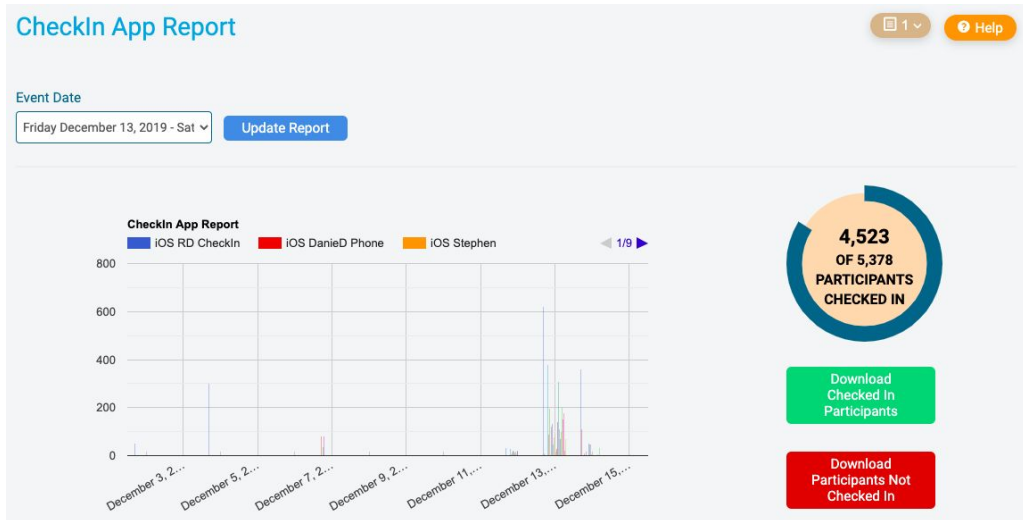 CheckIn App Report
1
Help
Event Date
Friday December 13, 2019 - Sat
Update Report
CheckIn App Report
iOS RD CheckIn
iOS DanieD Phone
iOS Stephen
1/9
800
600
400
200
0
December 3, 2...
December 5, 2...
December 7, 2...
December 9, 2...
December 11,...
December 13,...
December 15,...
4,523
OF 5,378
PARTICIPANTS
CHECKED IN
Download
Checked In
Participants
Download
Participants Not
Checked In